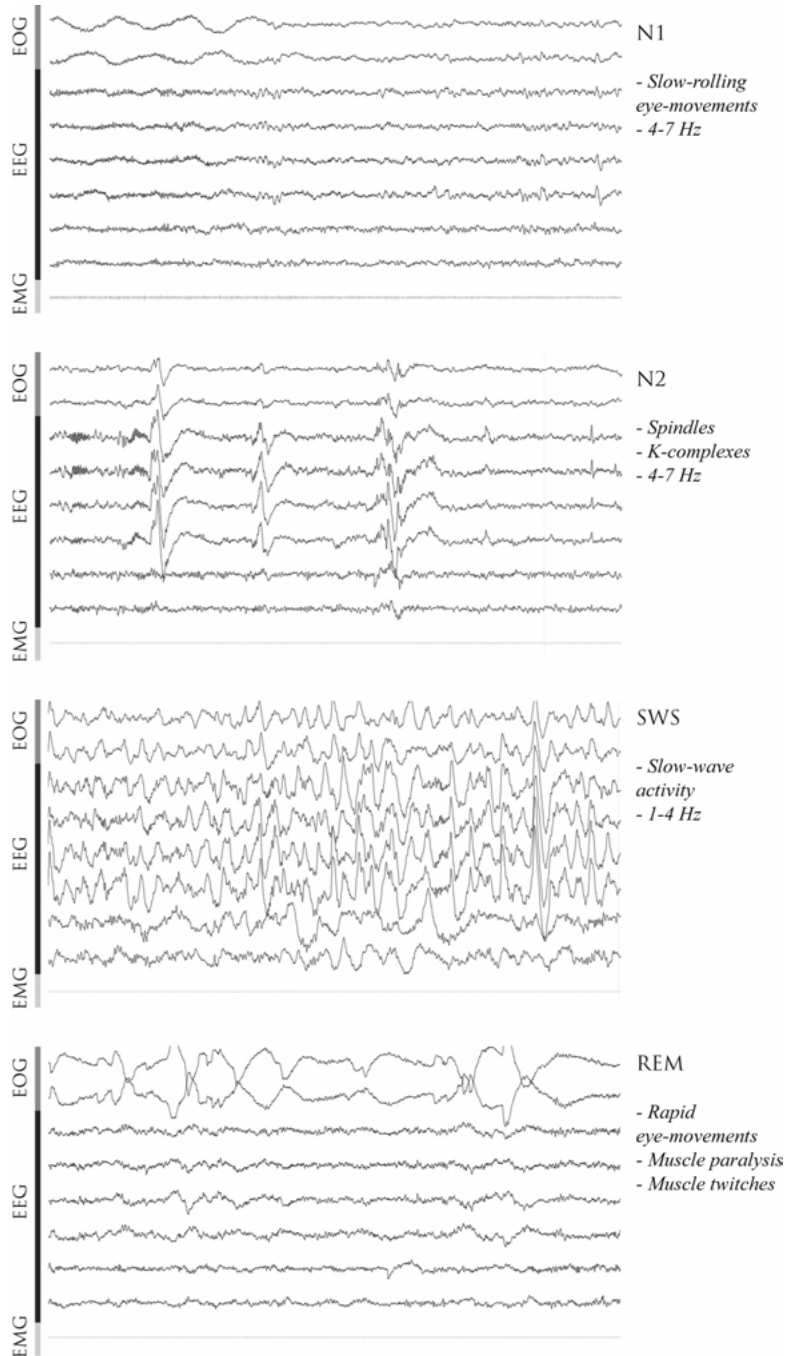 EOG
EEG
EMG
N1
- Slow-rolling
eye-movements
- 4-7 Hz
EOG
EEG
EMG
N2
- Spindles
- K-complexes
- 4-7 Hz
EOG
EEG
EMG
SWS
- Slow-wave
activity
- 1-4 Hz
EOG
EEG
EMG
REM
- Rapid
eye-movements
- Muscle paralysis
- Muscle twitches